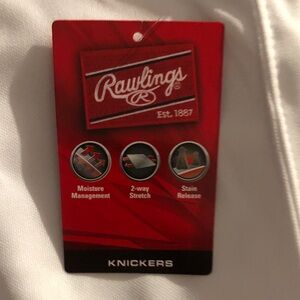 Rawlings
R
Est. 1887
Moisture
Management
2-way
Stretch
Stain
Release
KNICKERS